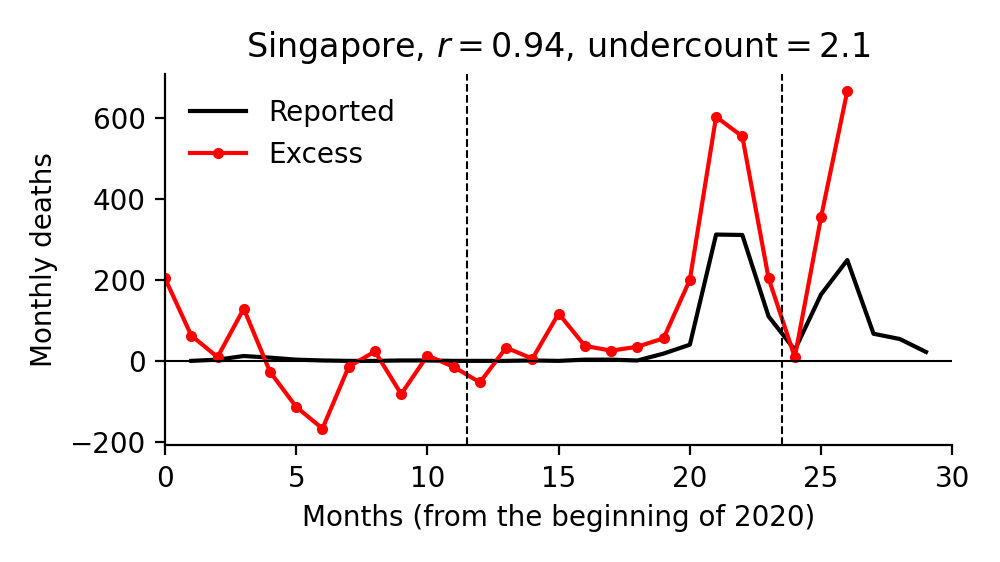 Singapore, r = 0.94, undercount = 2.1
Reported
Excess
Monthly deaths
600
400
200
0
−200
0 5 10 15 20 25 30
Months (from the beginning of 2020)